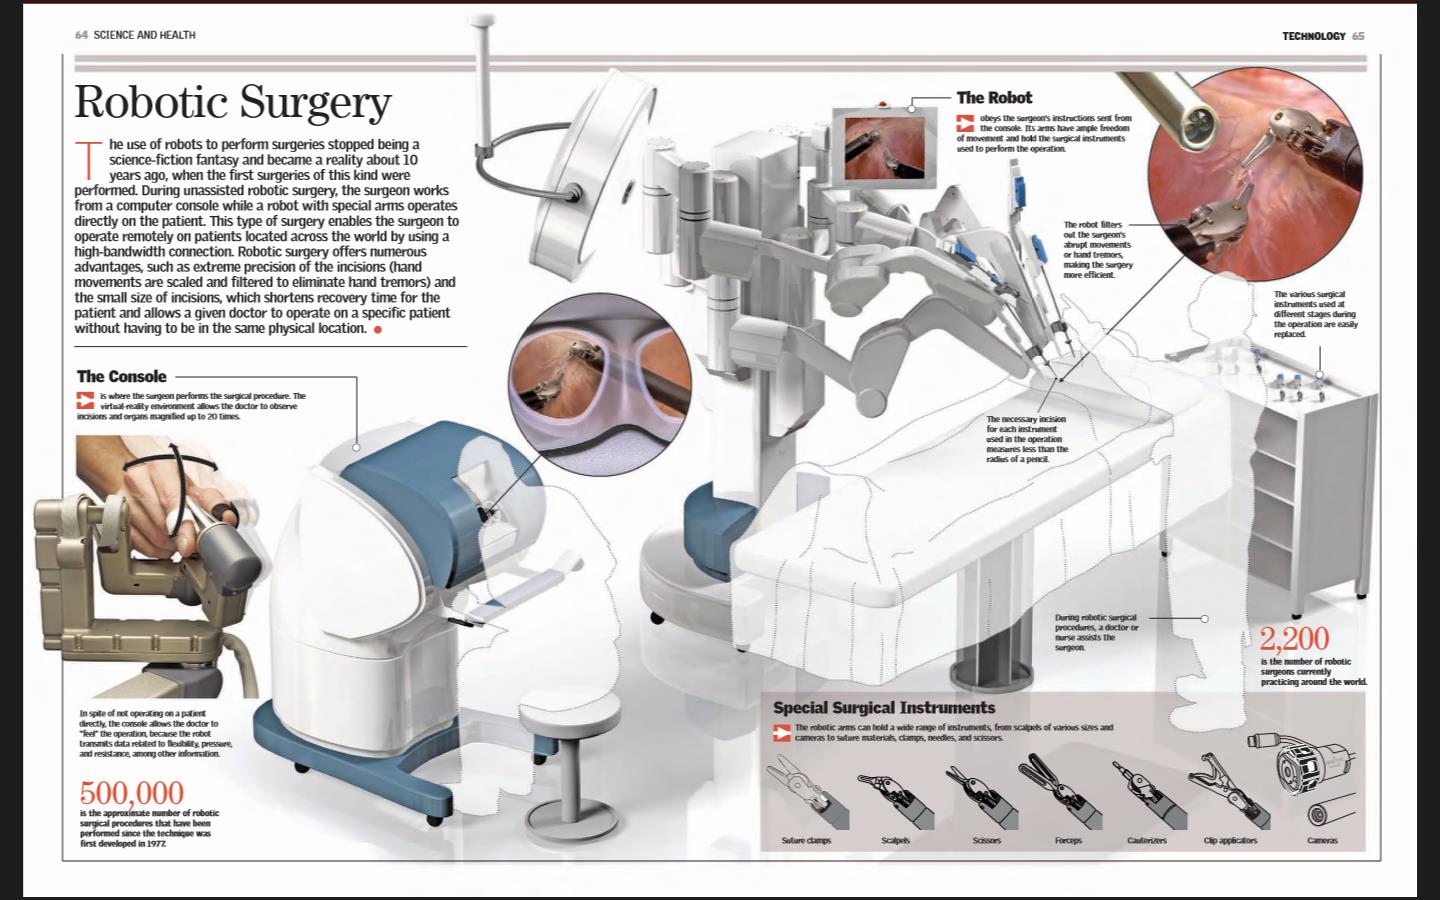 64 SCIENCE AND HEALTH
TECHNOLOGY 65
Robotic Surgery
The use of robots to perform surgeries stopped being a
science-fiction fantasy and became a reality about 10
years ago, when the first surgeries of this kind were
performed. During unassisted robotic surgery, the surgeon works
from a computer console while a robot with special arms operates
directly on the patient. This type of surgery enables the surgeon to
operate remotely on patients located across the world by using a
high-bandwidth connection. Robotic surgery offers numerous
advantages, such as extreme precision of the incisions (hand
movements are scaled and filtered to eliminate hand tremors) and
the small size of incisions, which shortens recovery time for the
patient and allows a given doctor to operate on a specific patient
without having to be in the same physical location.
The Console
is where the surgeon performs the surgical procedure. The
virtual-reality environment allows the doctor to observe
incisions and organs magnified up to 20 times.
In spite of not operating on a patient
directly, the console allows the doctor to
"feel" the operation, because the robot
transmits data related to flexibility, pressure,
and resistance, among other information.
500,000
is the approximate number of robotic
surgical procedures that have been
performed since the technique was
first developed in 1977.
The Robot
obeys the surgeon's instructions sent from
the console. Its arms have ample freedom
of movement and hold the surgical instruments
used to perform the operation.
The robot filters
out the surgeon's
abrupt movements
or hand tremors,
making the surgery
more efficient.
The various surgical
instruments used at
different stages during
the operation are easily
replaced.
The necessary incision
for each instrument
used in the operation
measures less than the
radius of a pencil.
During robotic surgical
procedures, a doctor or
nurse assists the
surgeon.
2,200
is the number of robotic
surgeons currently
practicing around the world.
Special Surgical Instruments
The robotic arms can hold a wide range of instruments, from scalpels of various sizes and
cameras to suture materials, clamps, needles, and scissors.
Suture clamps
Scalpels
Scissors
Forceps
Cauterizers
Clip applicators
Cameras